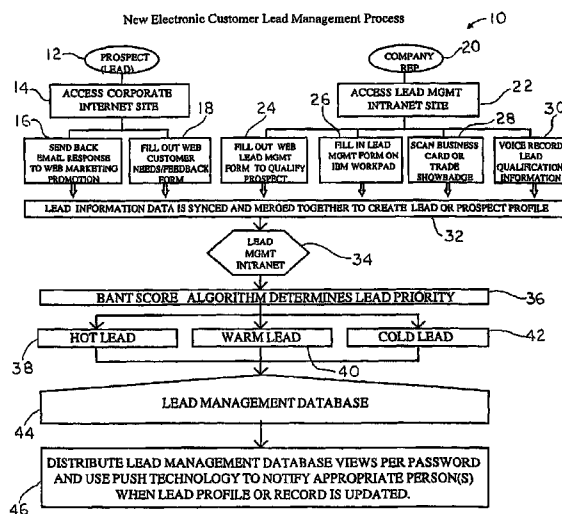 New Electronic Customer Lead Management Process
10
12
PROSPECT
(LEAD)
COMPANY
REP
20
14
ACCESS CORPORATE
INTERNET SITE
ACCESS LEAD MGMT
INTRANET SITE
22
16
18
24
26
28
30
SEND BACK
EMAIL RESPONSE
TO WEB MARKETING
PROMOTION
FILL OUT WEB
CUSTOMER
NEEDS/FEEDBACK
FORM
FILL OUT WEB
LEAD MGMT
FORM TO QUALIFY
PROSPECT
FILL IN LEAD
MGMT FORM ON
IBM WORKPAD
SCAN BUSINESS
CARD OR
TRADE
SHOWBADGE
VOICE RECORD
LEAD
QUALIFICATION
INFORMATION
LEAD INFORMATION DATA IS SYNCED AND MERGED TOGETHER TO CREATE LEAD OR PROSPECT PROFILE
32
LEAD
MGMT
INTRANET
34
BANT SCORE ALGORITHM DETERMINES LEAD PRIORITY
36
HOT LEAD
WARM LEAD
COLD LEAD
38
40
42
LEAD MANAGEMENT DATABASE
44
DISTRIBUTE LEAD MANAGEMENT DATABASE VIEWS PER PASSWORD
AND USE PUSH TECHNOLOGY TO NOTIFY APPROPRIATE PERSON(S)
WHEN LEAD PROFILE OR RECORD IS UPDATED.
46